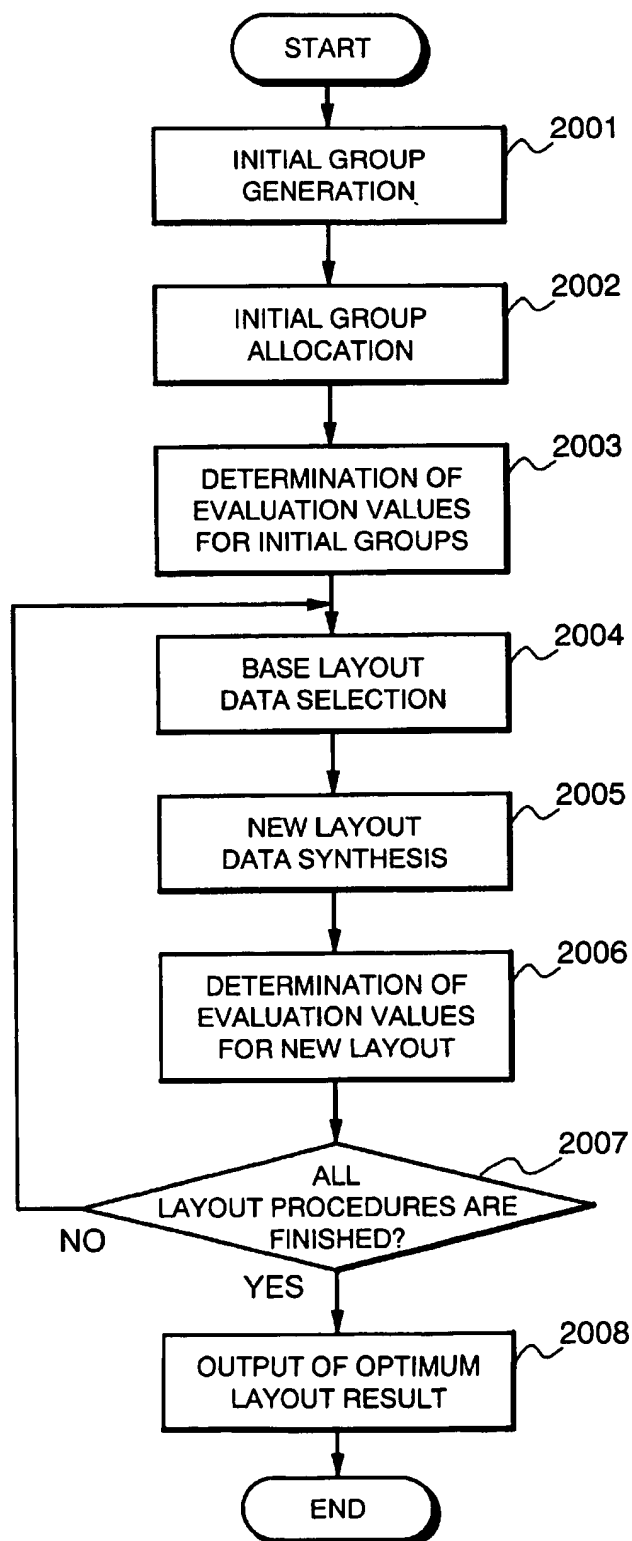 START
2001
INITIAL GROUP
GENERATION
2002
INITIAL GROUP
ALLOCATION
2003
DETERMINATION OF
EVALUATION VALUES
FOR INITIAL GROUPS
2004
BASE LAYOUT
DATA SELECTION
2005
NEW LAYOUT
DATA SYNTHESIS
2006
DETERMINATION OF
EVALUATION VALUES
FOR NEW LAYOUT
2007
ALL
LAYOUT PROCEDURES ARE
FINISHED?
NO
YES
2008
OUTPUT OF OPTIMUM
LAYOUT RESULT
END